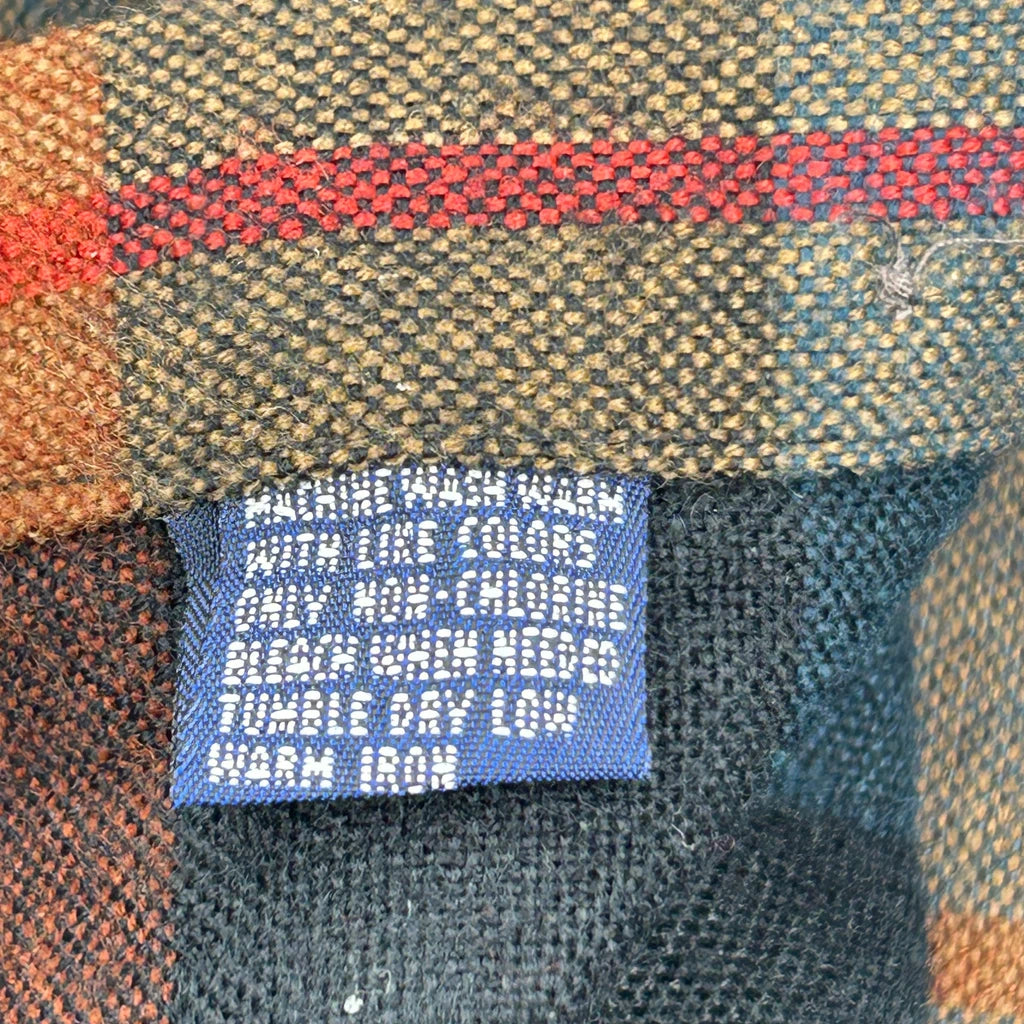 MACHINE WASH WARM
WITH LIKE COLORS
ONLY NON-CHLORINE
BLEACH WHEN NEEDED
TUMBLE DRY LOW
WARM IRON